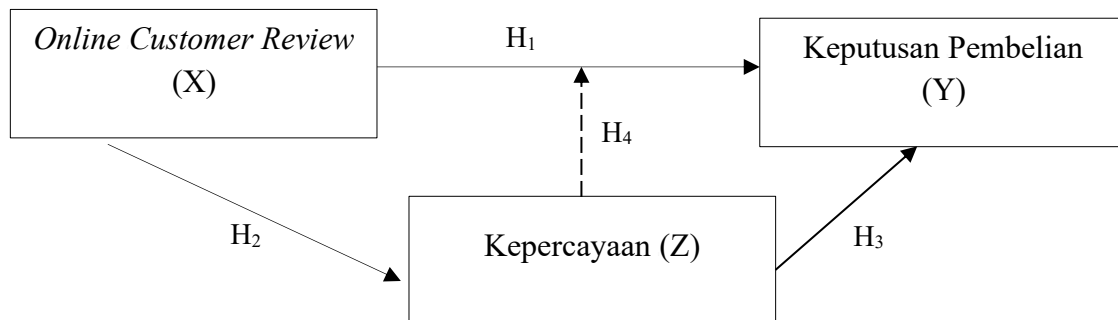 Online Customer Review
(X)
H₁
Keputusan Pembelian
(Y)
H₄
H₂
Kepercayaan (Z)
H₃